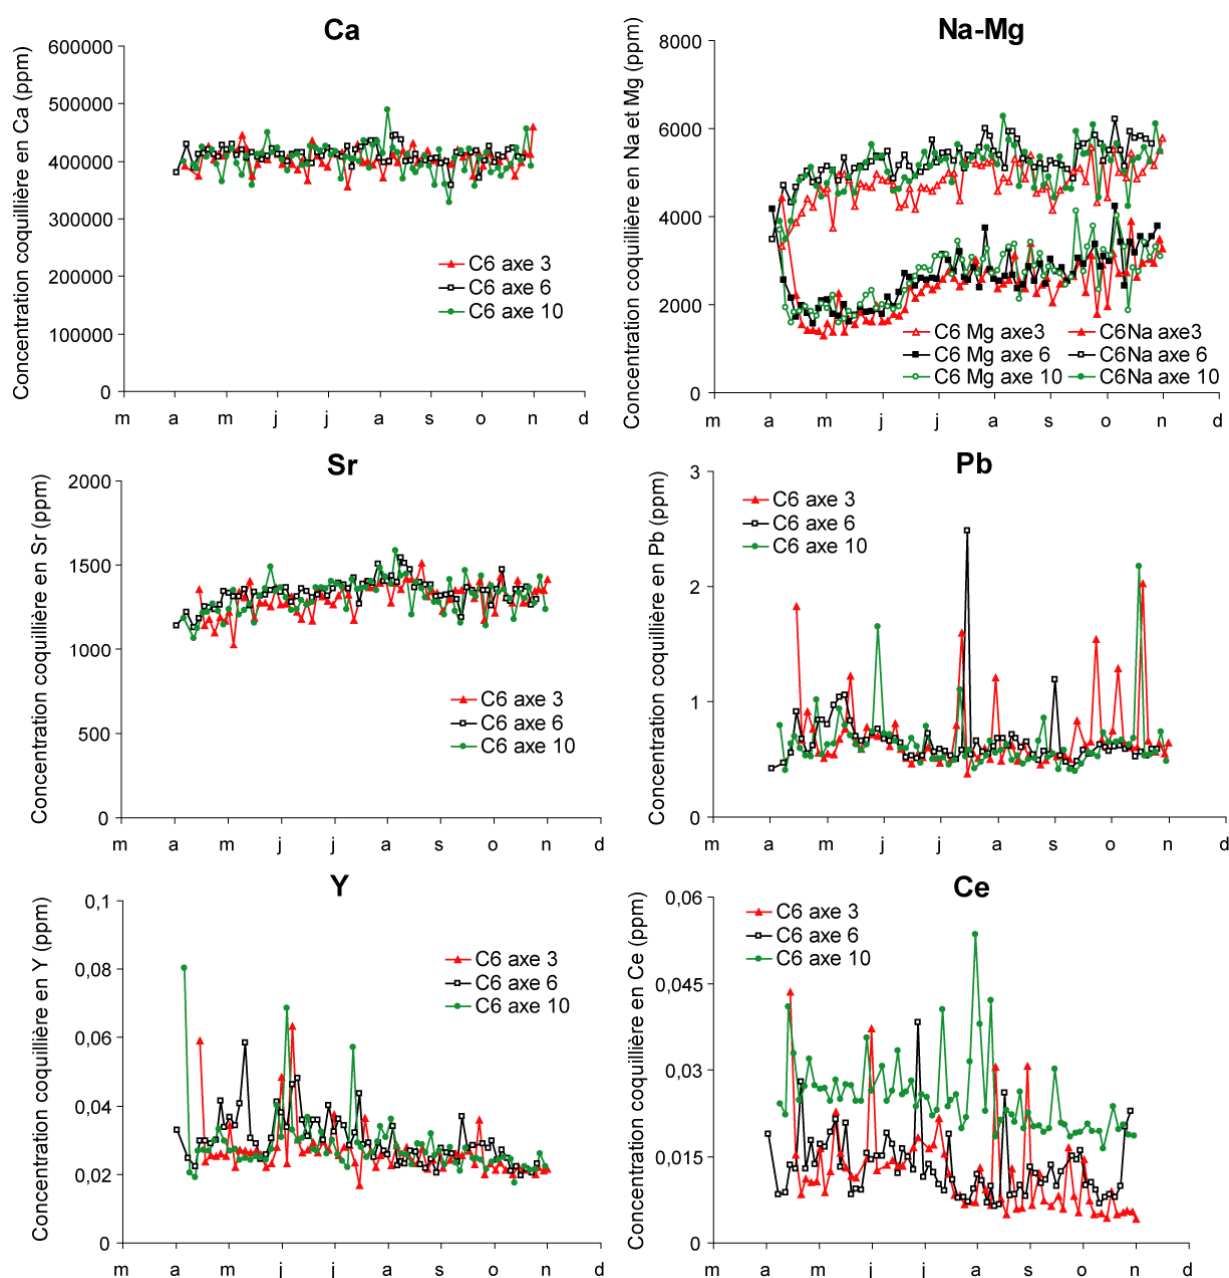 Ca
Concentration coquillière en Ca (ppm)
600000
500000
400000
300000
200000
100000
0
C6 axe 3
C6 axe 6
C6 axe 10
m a m j j a s o n d
Na-Mg
Concentration coquillière en Na et Mg (ppm)
8000
6000
4000
2000
0
C6 Mg axe3 C6Na axe3
C6 Mg axe 6 C6Na axe 6
C6 Mg axe 10 C6Na axe 10
m a m j j a s o n d
Sr
Concentration coquillière en Sr (ppm)
2000
1500
1000
500
0
C6 axe 3
C6 axe 6
C6 axe 10
m a m j j a s o n d
Pb
Concentration coquillière en Pb (ppm)
3
2
1
0
C6 axe 3
C6 axe 6
C6 axe 10
m a m j j a s o n d
Y
Concentration coquillière en Y (ppm)
0,1
0,08
0,06
0,04
0,02
0
C6 axe 3
C6 axe 6
C6 axe 10
m a m j j a s o n d
Ce
Concentration coquillière en Ce (ppm)
0,06
0,045
0,03
0,015
0
C6 axe 3
C6 axe 6
C6 axe 10
m a m j j a s o n d